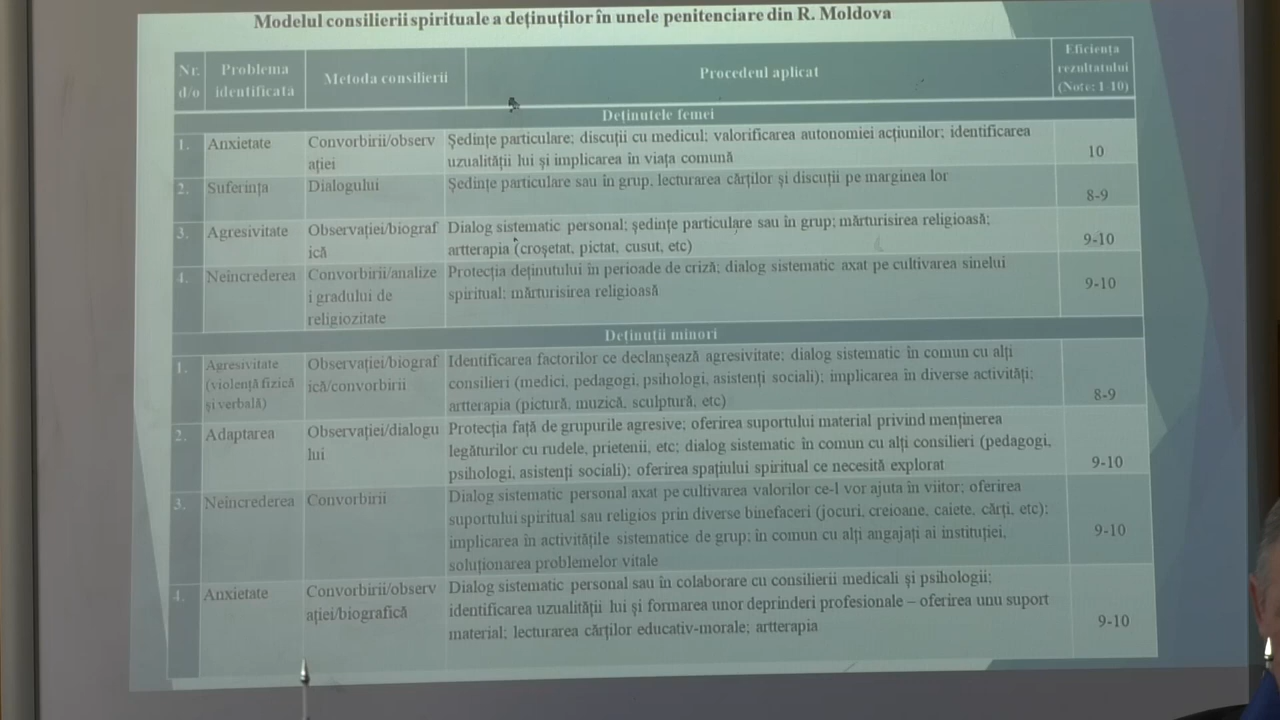 Modelul consilierii spirituale a deținuților în unele penitenciare din R. Moldova
Nr. d/o Problema identificată Metoda consilierii Procedeul aplicat Eficiența rezultatului (Note: 1-10)
Deținutele femei
1. Anxietate Convorbirii/observ Ședințe particulare; discuții cu medicul; valorificarea autonomiei acțiunilor; identificarea
ației uzualității lui și implicarea în viața comună 10
2. Suferința Dialogului Ședințe particulare sau în grup, lecturarea cărților și discuții pe marginea lor
8-9
3. Agresivitate Observației/biograf Dialog sistematic personal; ședințe particulare sau în grup; mărturisirea religioasă;
ică artterapia (croșetat, pictat, cusut, etc) 9-10
4. Neîncrederea Convorbirii/analize Protecția deținutului în perioade de criză; dialog sistematic axat pe cultivarea sinelui
i gradului de spiritual; mărturisirea religioasă 9-10
religiozitate
Deținuții minori
1. Agresivitate Observației/biograf Identificarea factorilor ce declanșează agresivitate; dialog sistematic în comun cu alți
(violență fizică ică/convorbirii consilieri (medici, pedagogi, psihologi, asistenți sociali); implicarea în diverse activități;
și verbală) artterapia (pictură, muzică, sculptură, etc) 8-9
2. Adaptarea Observației/dialogu Protecția față de grupurile agresive; oferirea suportului material privind menținerea
lui legăturilor cu rudele, prietenii, etc; dialog sistematic în comun cu alți consilieri (pedagogi,
psihologi, asistenți sociali); oferirea spațiului spiritual ce necesită explorat 9-10
3. Neîncrederea Convorbirii Dialog sistematic personal axat pe cultivarea valorilor ce-l vor ajuta în viitor; oferirea
suportului spiritual sau religios prin diverse binefaceri (jocuri, creioane, caiete, cărți, etc);
implicarea în activitățile sistematice de grup; în comun cu alți angajați ai instituției, 9-10
soluționarea problemelor vitale
4. Anxietate Convorbirii/observ Dialog sistematic personal sau în colaborare cu consilierii medicali și psihologii;
ației/biografică identificarea uzualității lui și formarea unor deprinderi profesionale – oferirea unu suport
material; lecturarea cărților educativ-morale; artterapia 9-10